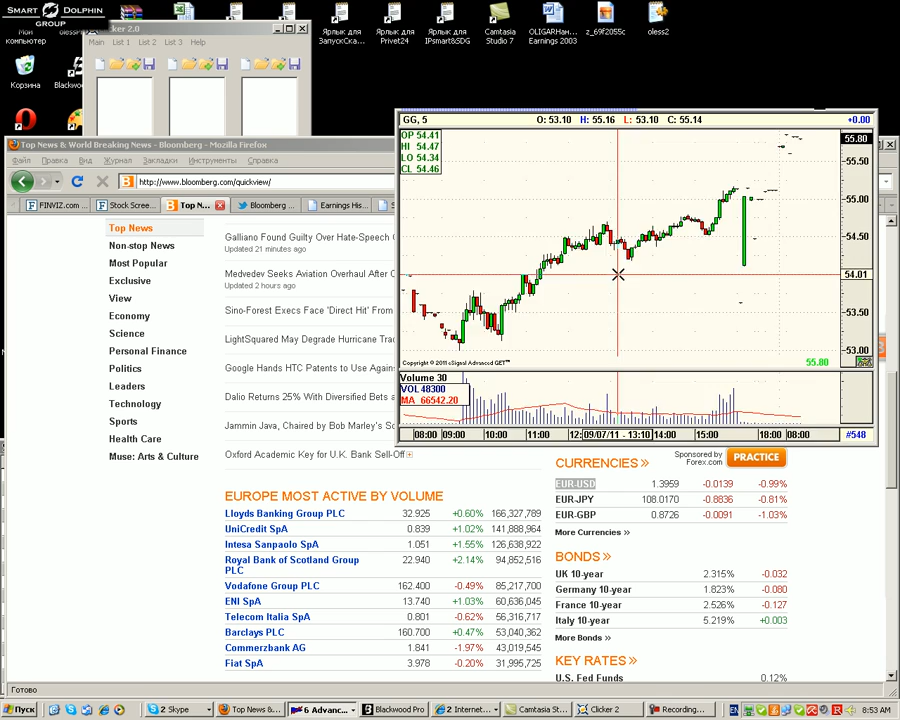 SMART DOLPHIN
GROUP
Мой
компьютер
Ярлык для
ЗапускСка...
Ярлык для
Privat24
Ярлык для
IPsmart&SDG
Camtasia
Studio 7
Earnings 2003
z_69f2055c
oless2
Корзина
cker 2.0
Main List 1 List 2 List 3 Help
Top News & World Breaking News - Bloomberg - Mozilla Firefox
Файл Правка Вид Журнал Закладки Инструменты Справка
http://www.bloomberg.com/quickview/
FINVIZ.com ...
Stock Scree...
Top N...
Bloomberg ...
Earnings His...
Top News
Non-stop News
Most Popular
Exclusive
View
Economy
Science
Personal Finance
Politics
Leaders
Technology
Sports
Health Care
Muse: Arts & Culture
Galliano Found Guilty Over Hate-Speech C
Updated 21 minutes ago
Medvedev Seeks Aviation Overhaul After C
Updated 2 hours ago
Sino-Forest Execs Face 'Direct Hit' From
LightSquared May Degrade Hurricane Tra
Google Hands HTC Patents to Use Agains
Dalio Returns 25% With Diversified Bets a
Jammin Java, Chaired by Bob Marley's So
Oxford Academic Key for U.K. Bank Sell-Off
GG, 5 O: 53.10 H: 55.16 L: 53.10 C: 55.14 +0.00
OP 54.41
HI 54.47
LO 54.34
CL 54.46
55.80
55.50
55.00
54.50
54.01
53.50
53.00
Copyright © 2011 eSignal Advanced GET™
55.80
Volume 30
VOL 48300
MA 66542.20
08:00 09:00 10:00 11:00 12: 09/07/11 - 13:10 14:00 15:00 18:00 08:00
#548
EUROPE MOST ACTIVE BY VOLUME
Lloyds Banking Group PLC 32.925 +0.60% 166,327,789
UniCredit SpA 0.839 +1.02% 141,888,964
Intesa Sanpaolo SpA 1.051 +1.55% 126,638,922
Royal Bank of Scotland Group PLC 22.940 +2.14% 94,852,516
Vodafone Group PLC 162.400 -0.49% 85,217,700
ENI SpA 13.740 +1.03% 60,636,045
Telecom Italia SpA 0.801 -0.62% 56,316,717
Barclays PLC 160.700 +0.47% 53,040,362
Commerzbank AG 1.841 -1.97% 43,019,545
Fiat SpA 3.978 -0.20% 31,995,725
CURRENCIES »
Sponsored by
Forex.com
PRACTICE
EUR-USD 1.3959 -0.0139 -0.99%
EUR-JPY 108.0170 -0.8836 -0.81%
EUR-GBP 0.8726 -0.0091 -1.03%
More Currencies »
BONDS »
UK 10-year 2.315% -0.032
Germany 10-year 1.823% -0.080
France 10-year 2.526% -0.127
Italy 10-year 5.219% +0.003
More Bonds »
KEY RATES »
U.S. Fed Funds 0.12%
Готово
Пуск
2 Skype
Top News &...
6 Advanc...
Blackwood Pro
2 Internet...
Camtasia St...
Clicker 2
Recording...
EN
8:53 AM